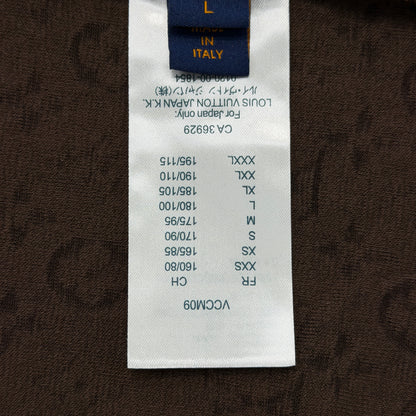 L
IN
ITALY
VCCM09
FR CH
XXS 160/80
XS 165/85
S 170/90
M 175/95
L 180/100
XL 185/105
XXL 190/110
XXXL 195/115
CA 36929
For Japan only:
LOUIS VUITTON JAPAN K.K.
ルイ・ヴィトン ジャパン(株)
0120-00-1854